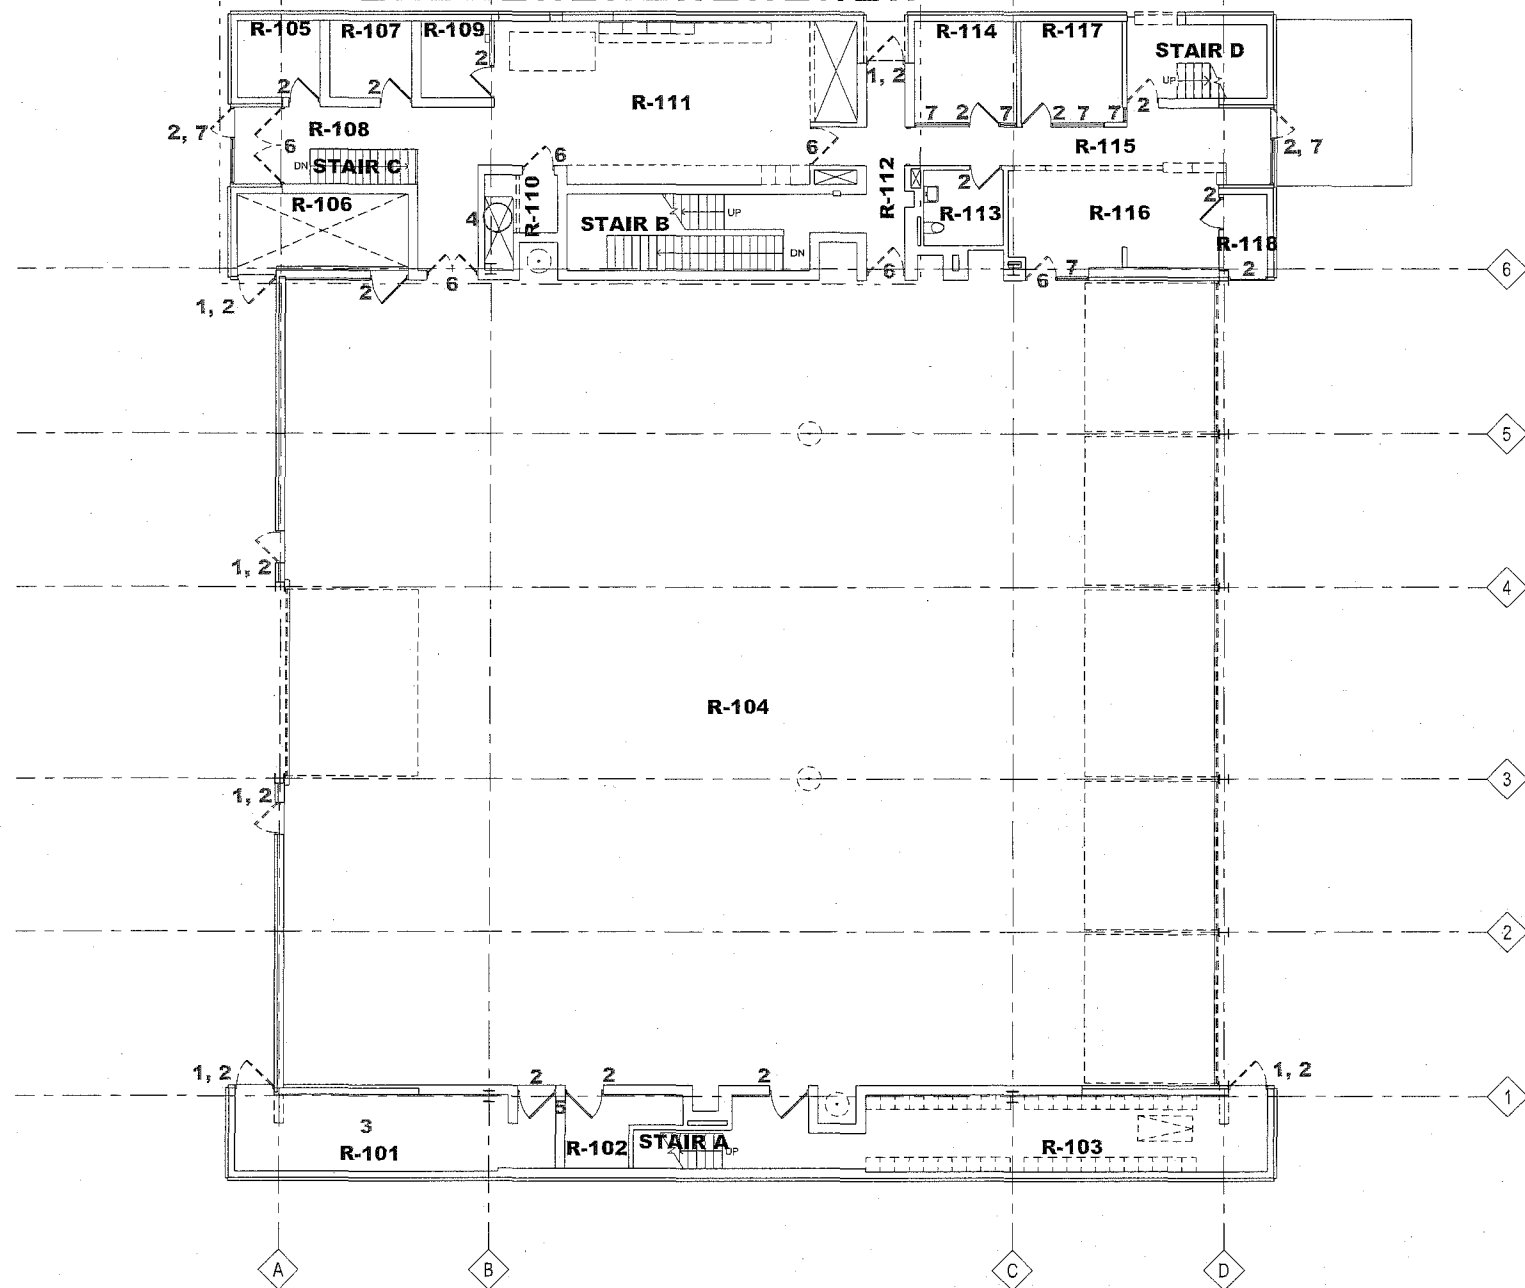 R-105 R-107 R-109 R-114 R-117
STAIR D
2 1, 2 UP
2 2 R-111 7 2 7 2 7 7 2
2, 7 R-108 6 R-115 2, 7
DN STAIR C 6 6
R-110 R-112 2 2
R-106 4 R-113 R-116
STAIR B UP
R-118
DN
1, 2 2 6 6 6 7 2 6
5
1, 2 4
R-104
1, 2 3
2
1, 2 2 2 2 1, 2
5 1
3
R-101 R-102 STAIR A UP R-103
A B C D